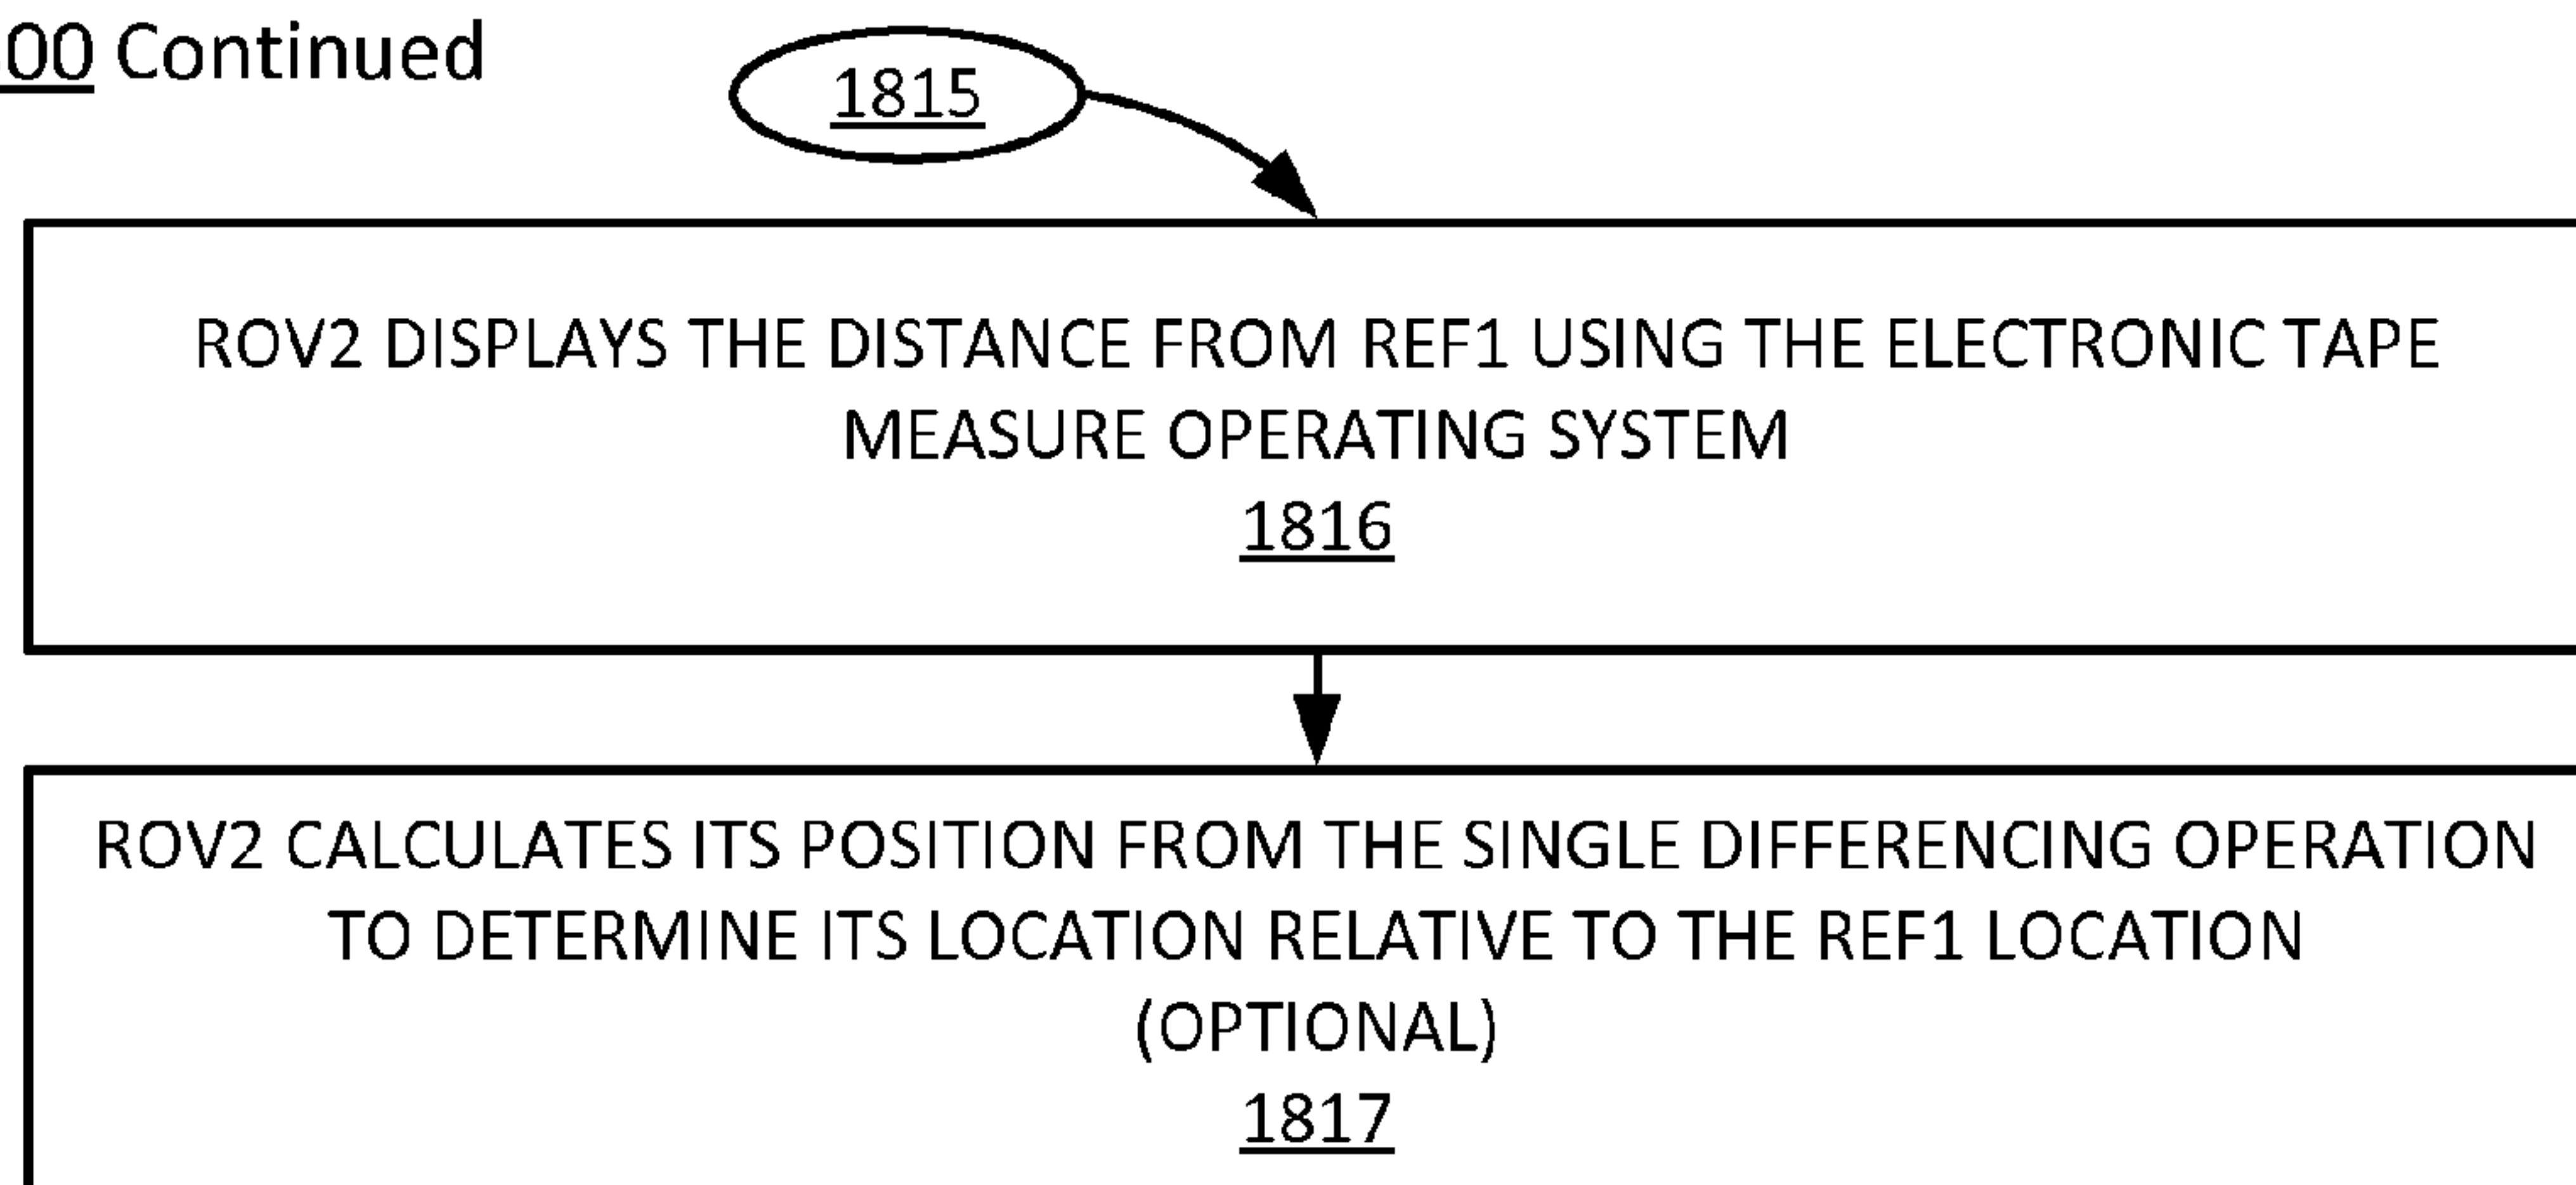 00 Continued
1815
ROV2 DISPLAYS THE DISTANCE FROM REF1 USING THE ELECTRONIC TAPE
MEASURE OPERATING SYSTEM
1816
ROV2 CALCULATES ITS POSITION FROM THE SINGLE DIFFERENCING OPERATION
TO DETERMINE ITS LOCATION RELATIVE TO THE REF1 LOCATION
(OPTIONAL)
1817